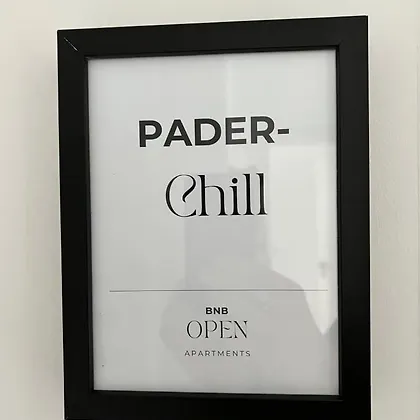 PADER-
Chill
BNB
OPEN
APARTMENTS